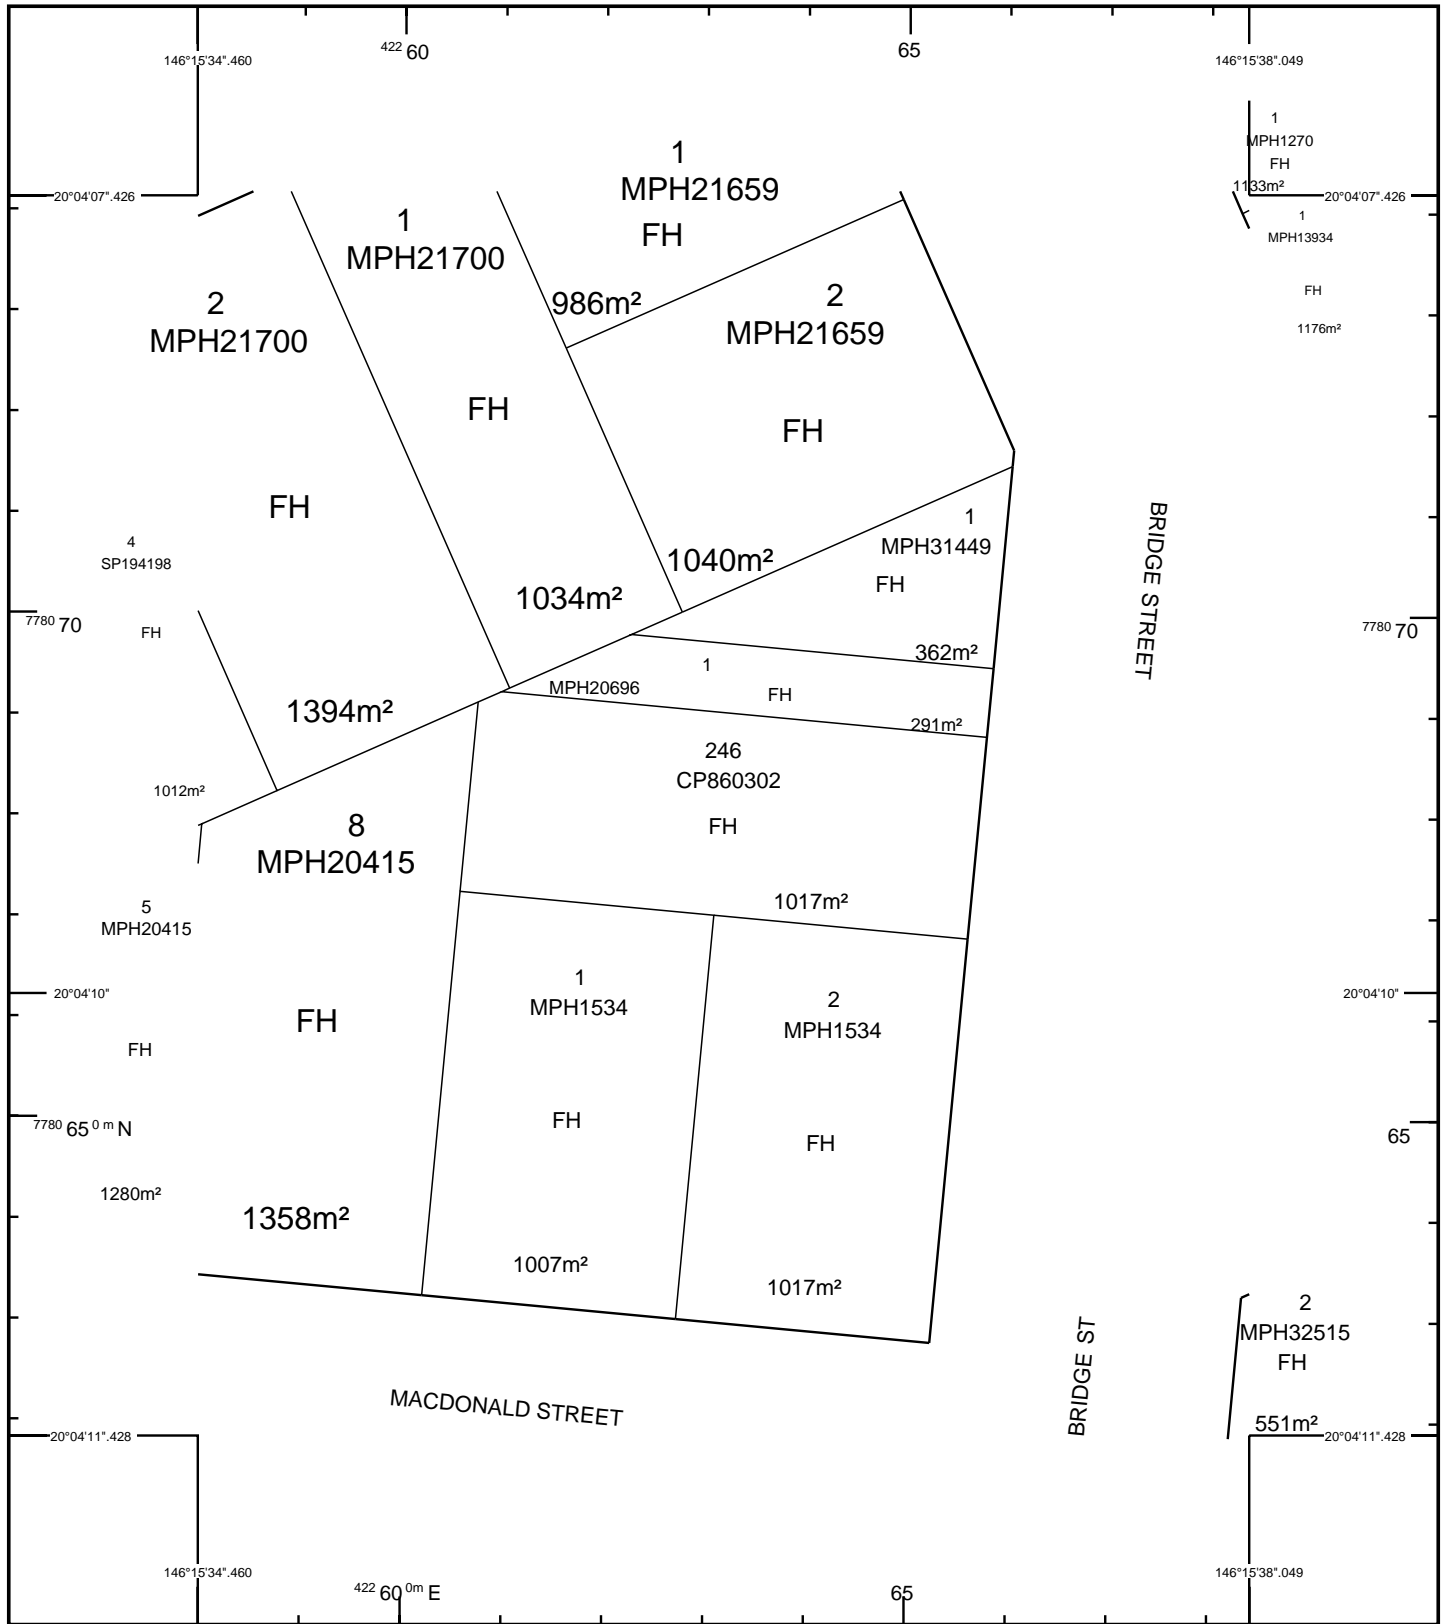 422 60
65
146°15'34".460
146°15'38".049
1
MPH1270
FH
1133m²
20°04'07".426
20°04'07".426
1
MPH13934
FH
1176m²
1
MPH21659
FH
986m²
1
MPH21700
FH
1034m²
2
MPH21700
FH
1394m²
2
MPH21659
FH
1040m²
BRIDGE STREET
4
SP194198
FH
1012m²
1
MPH31449
FH
362m²
7780 70
7780 70
1
MPH20696
FH
291m²
246
CP860302
FH
1017m²
8
MPH20415
FH
1358m²
5
MPH20415
FH
1280m²
20°04'10"
20°04'10"
1
MPH1534
FH
1007m²
2
MPH1534
FH
1017m²
7780 65 0 m N
65
2
MPH32515
FH
551m²
MACDONALD STREET
BRIDGE ST
20°04'11".428
20°04'11".428
146°15'34".460
146°15'38".049
422 60 0m E
65